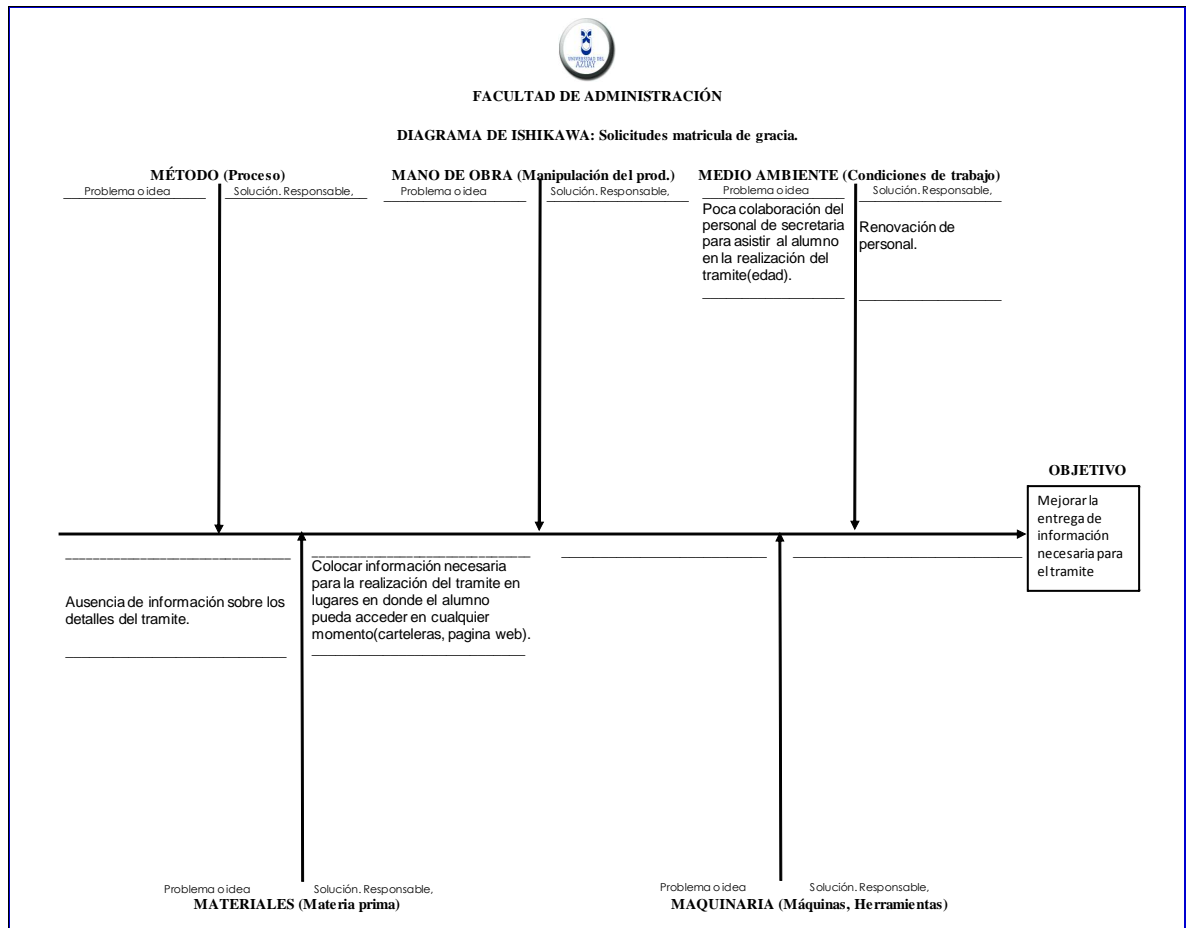 UNIVERSIDAD DEL
AZUAY
FACULTAD DE ADMINISTRACIÓN
DIAGRAMA DE ISHIKAWA: Solicitudes matricula de gracia.
MÉTODO (Proceso)
Problema o idea
Solución. Responsable,
MANO DE OBRA (Manipulación del prod.)
Problema o idea
Solución. Responsable,
MEDIO AMBIENTE (Condiciones de trabajo)
Problema o idea
Solución. Responsable,
Poca colaboración del
personal de secretaria
para asistir al alumno
en la realización del
tramite(edad).
Renovación de
personal.
OBJETIVO
Mejorar la
entrega de
información
necesaria para
el tramite
Ausencia de información sobre los
detalles del tramite.
Colocar información necesaria
para la realización del tramite en
lugares en donde el alumno
pueda acceder en cualquier
momento(carteleras, pagina web).
Problema o idea
Solución. Responsable,
MATERIALES (Materia prima)
Problema o idea
Solución. Responsable,
MAQUINARIA (Máquinas, Herramientas)